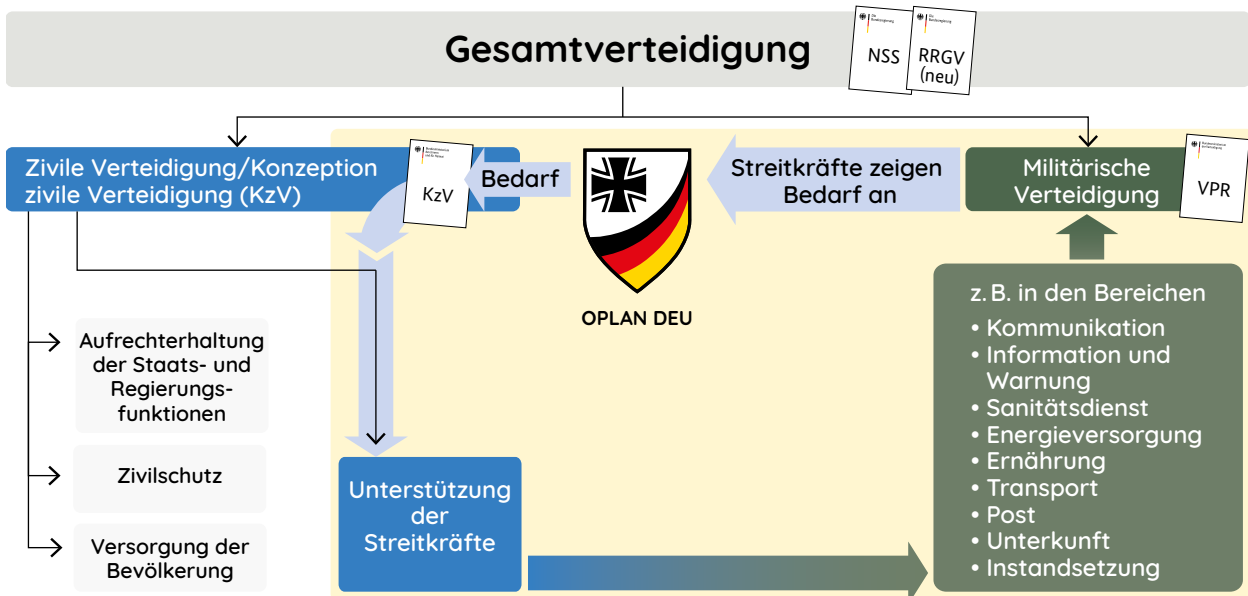 Gesamtverteidigung
NSS
RRGV
(neu)
Zivile Verteidigung/Konzeption
zivile Verteidigung (KzV)
KzV
Bedarf
Streitkräfte zeigen
Bedarf an
Militärische
Verteidigung
VPR
OPLAN DEU
Aufrechterhaltung
der Staats- und
Regierungs-
funktionen
Zivilschutz
Versorgung der
Bevölkerung
Unterstützung
der
Streitkräfte
z. B. in den Bereichen
• Kommunikation
• Information und
Warnung
• Sanitätsdienst
• Energieversorgung
• Ernährung
• Transport
• Post
• Unterkunft
• Instandsetzung